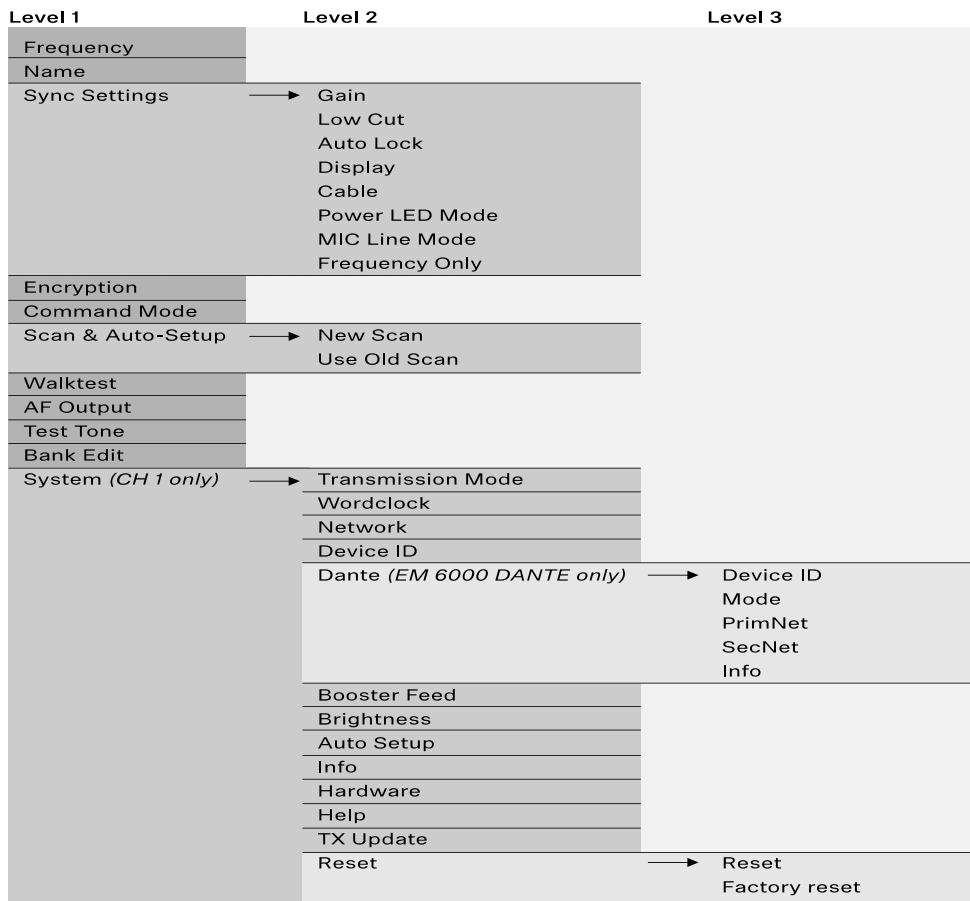 Level 1 Level 2 Level 3
Frequency
Name
Sync Settings Gain
Low Cut
Auto Lock
Display
Cable
Power LED Mode
MIC Line Mode
Frequency Only
Encryption
Command Mode
Scan & Auto-Setup New Scan
Use Old Scan
Walktest
AF Output
Test Tone
Bank Edit
System (CH 1 only) Transmission Mode
Wordclock
Network
Device ID
Dante (EM 6000 DANTE only) Device ID
Mode
PrimNet
SecNet
Info
Booster Feed
Brightness
Auto Setup
Info
Hardware
Help
TX Update
Reset Reset
Factory reset